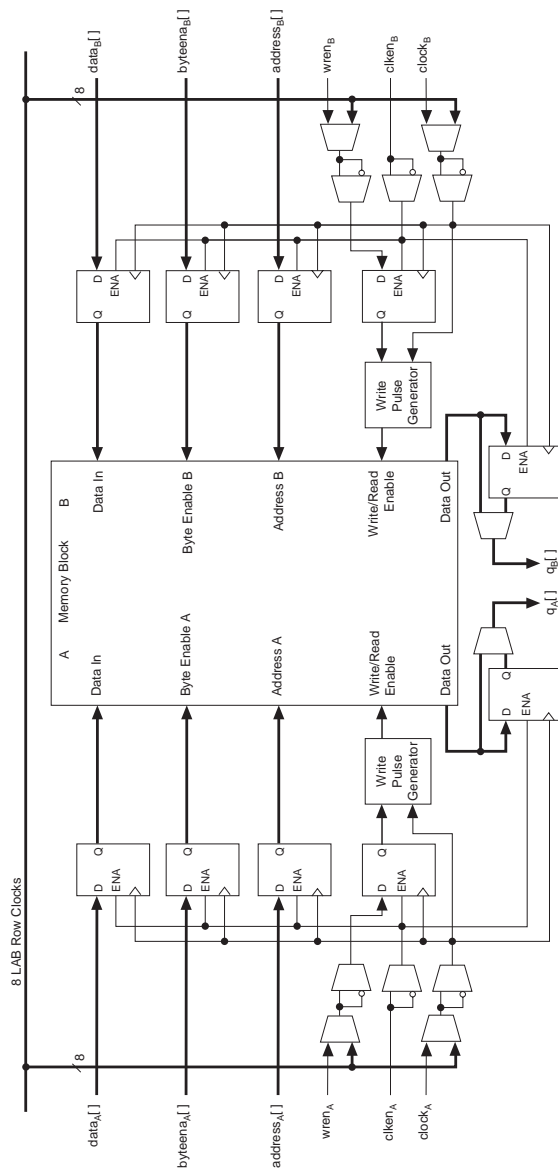 8 LAB Row Clocks
8
data_A[ ]
byteena_A[ ]
address_A[ ]
wren_A
clken_A
clock_A
D
Q
ENA
D
Q
ENA
D
Q
ENA
D
Q
ENA
Write
Pulse
Generator
A
Memory Block
B
Data In
Byte Enable A
Address A
Write/Read
Enable
Data Out
Data In
Byte Enable B
Address B
Write/Read
Enable
Data Out
D
Q
ENA
q_A[ ]
D
Q
ENA
q_B[ ]
Write
Pulse
Generator
Q
D
ENA
Q
D
ENA
Q
D
ENA
Q
D
ENA
8
data_B[ ]
byteena_B[ ]
address_B[ ]
wren_B
clken_B
clock_B